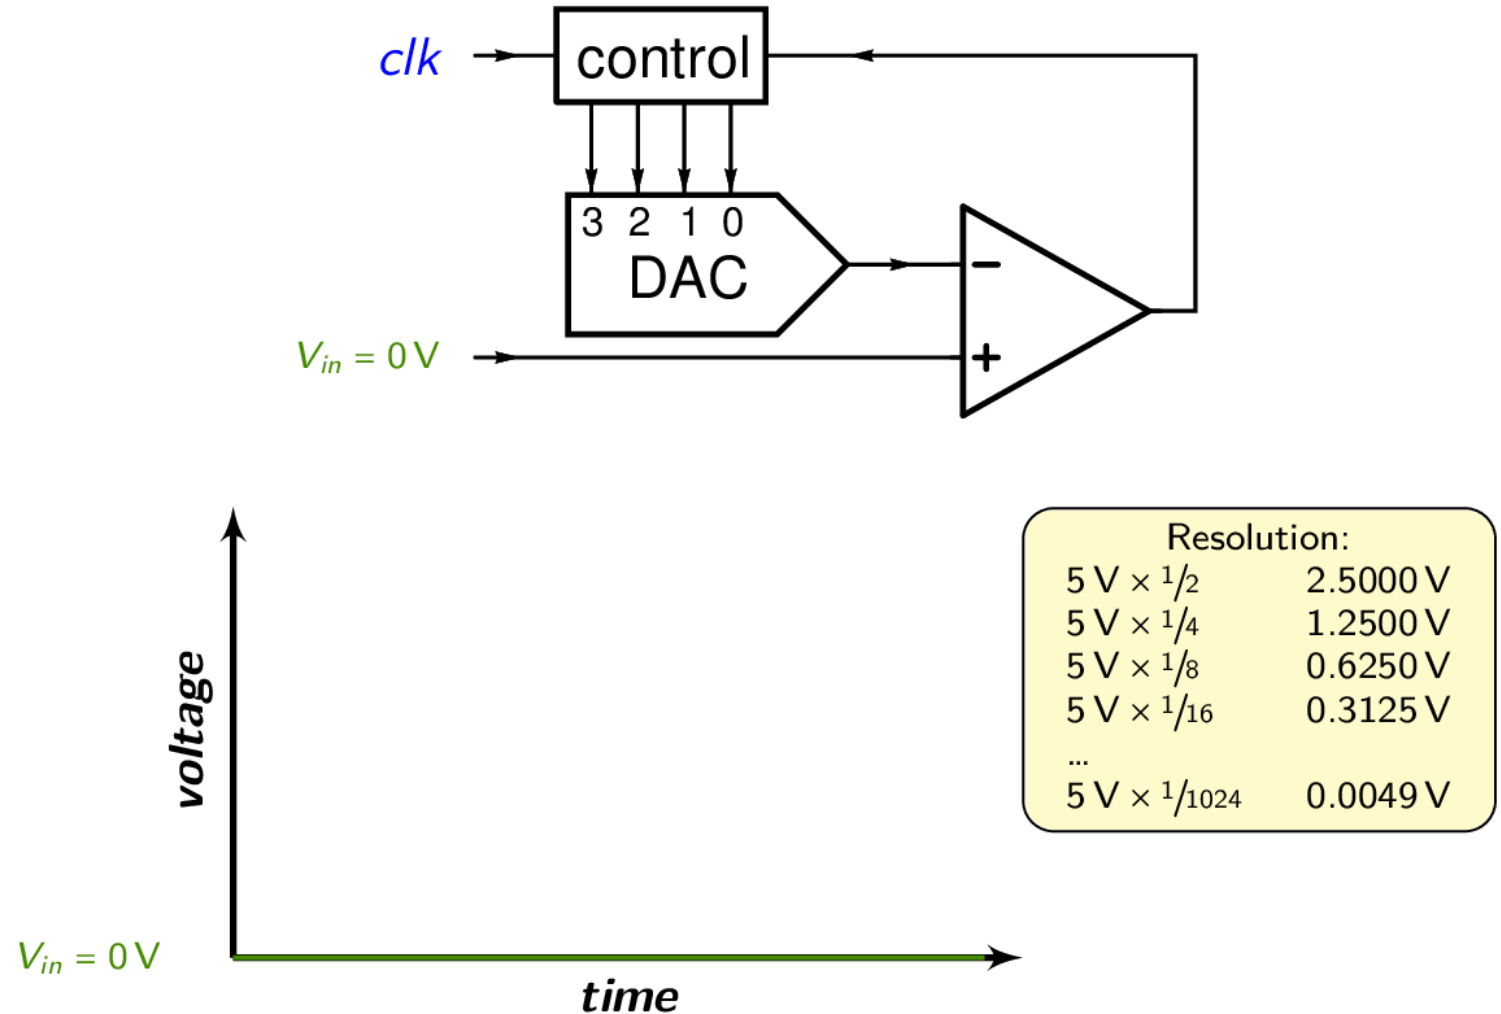 clk
control
3 2 1 0
DAC
−
V_in = 0 V
+
Resolution:
5 V × 1/2 2.5000 V
5 V × 1/4 1.2500 V
5 V × 1/8 0.6250 V
5 V × 1/16 0.3125 V
...
5 V × 1/1024 0.0049 V
voltage
V_in = 0 V
time